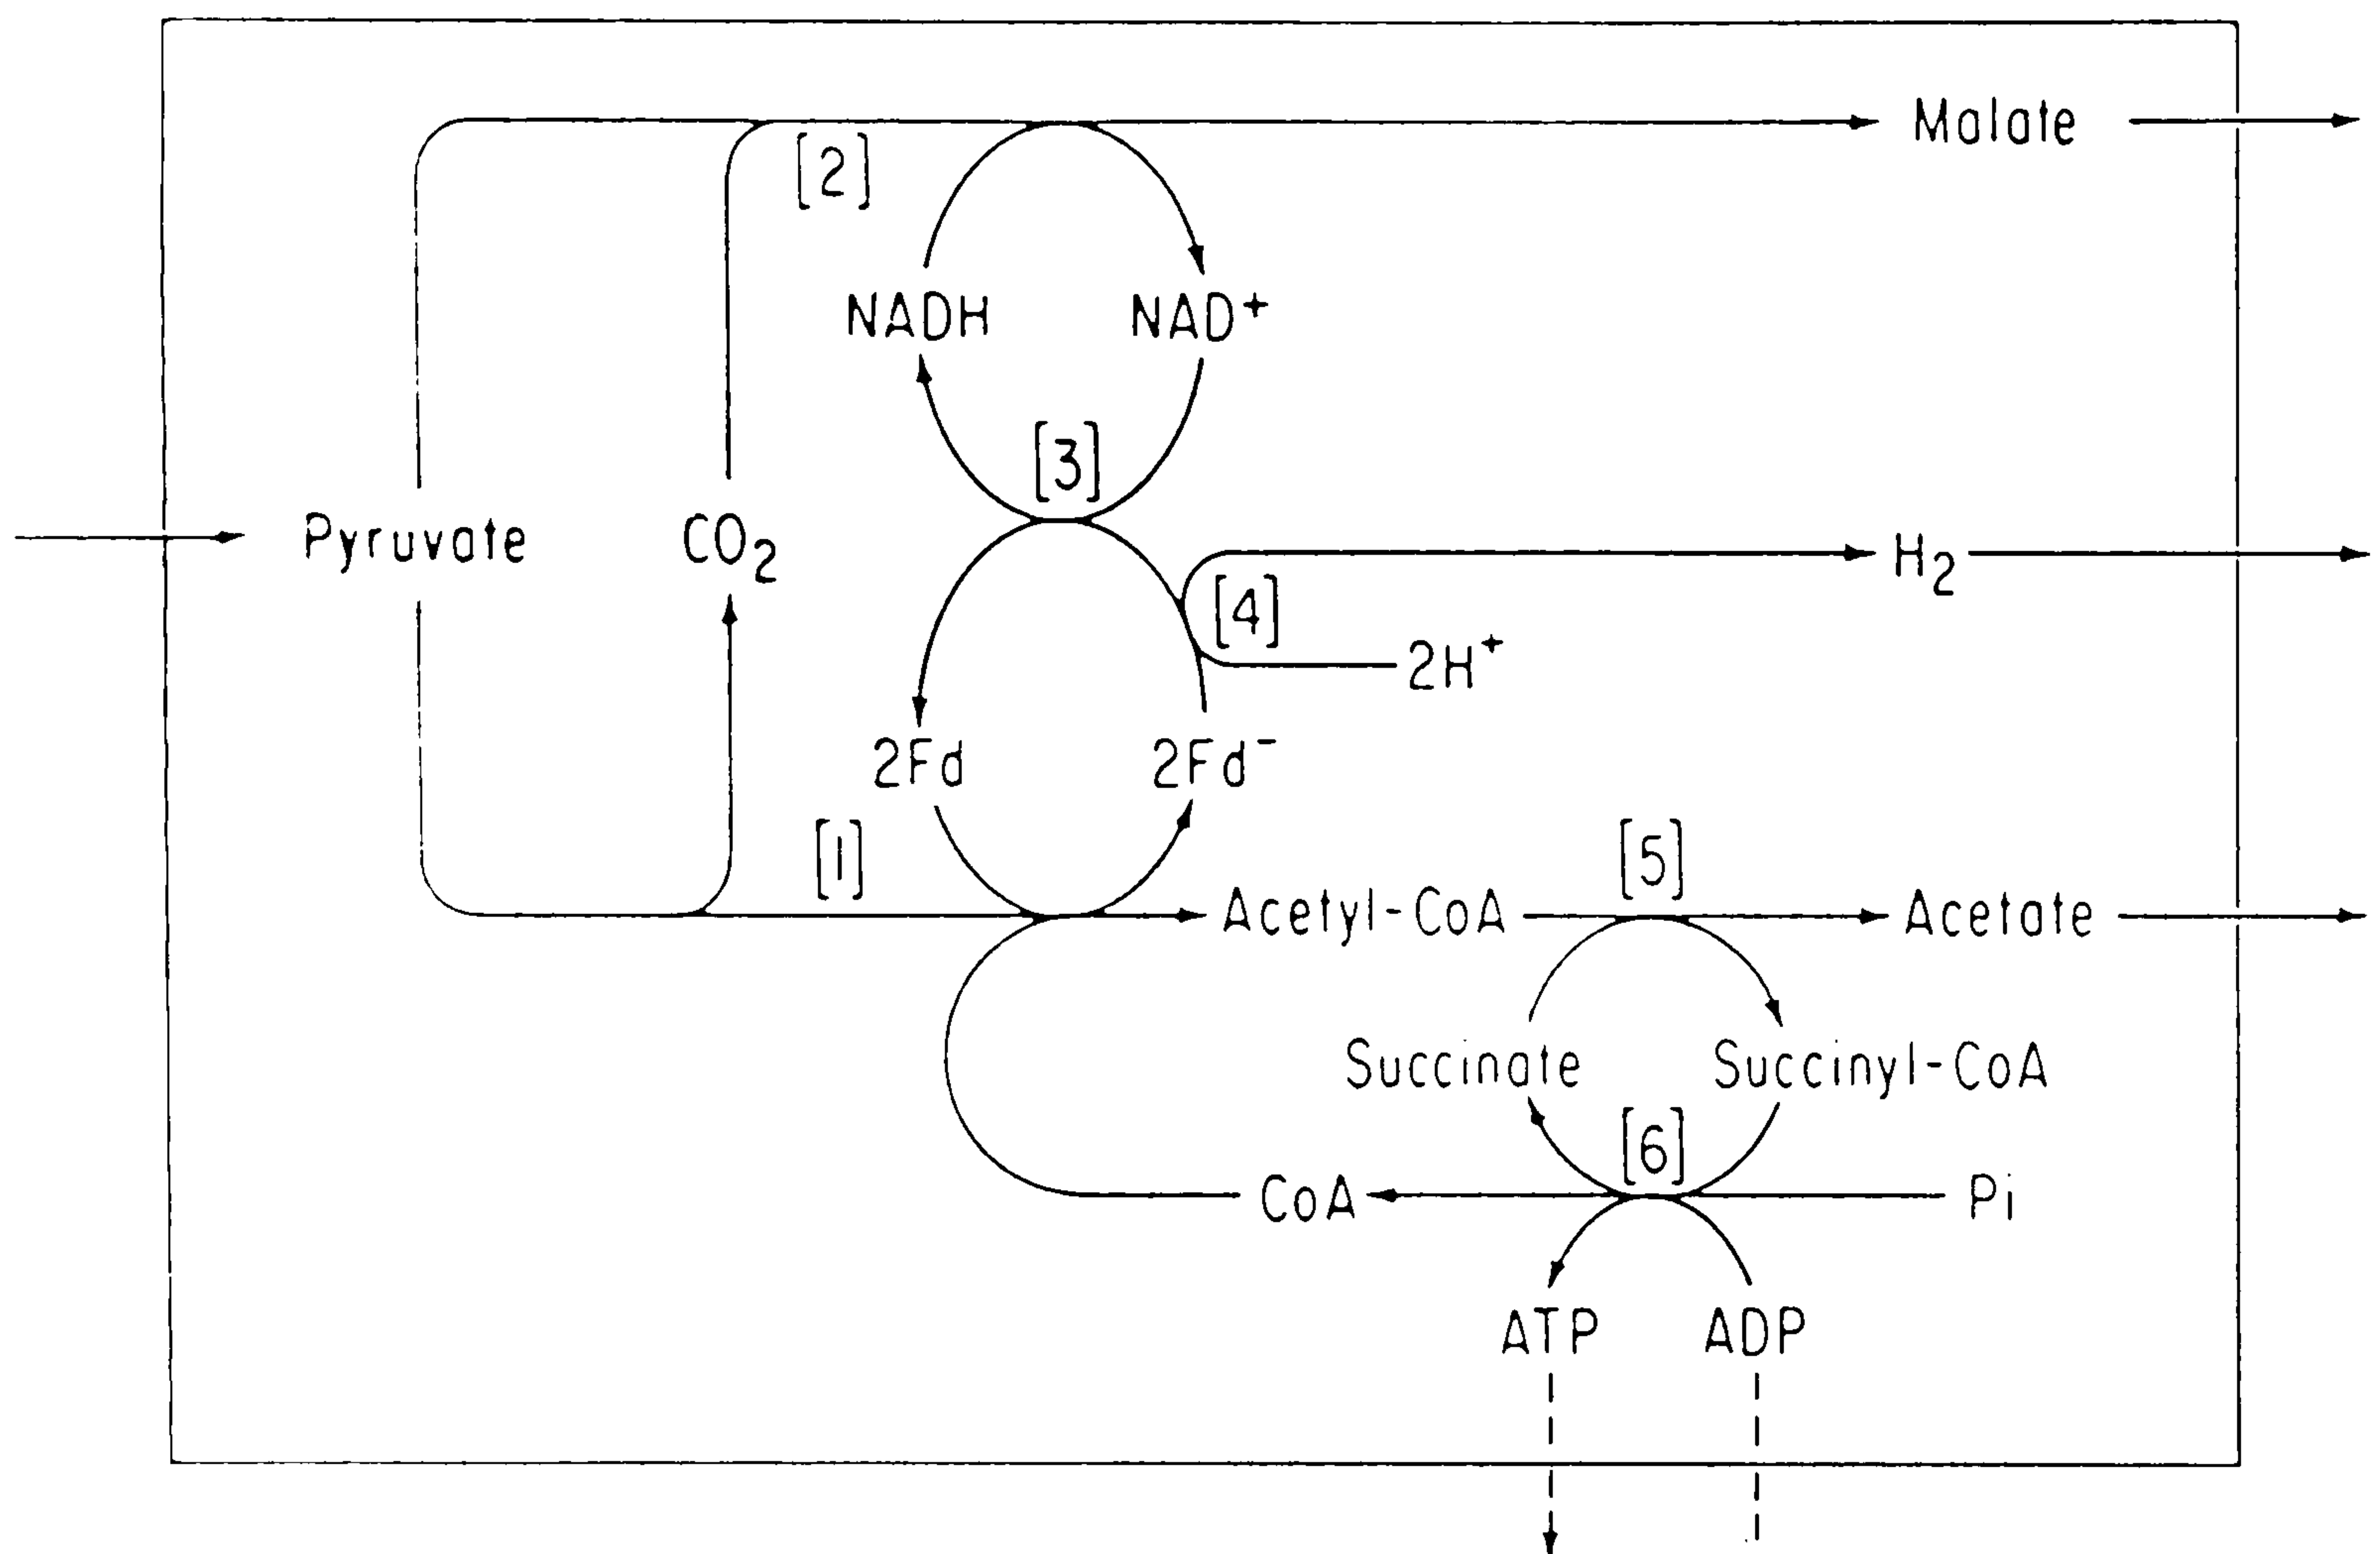 Malate
[2]
NADH NAD⁺
[3]
Pyruvate CO₂ H₂
[4]
2H⁺
2Fd 2Fd⁻
[1] [5]
Acetyl-CoA Acetate
Succinate Succinyl-CoA
[6]
CoA Pi
ATP ADP